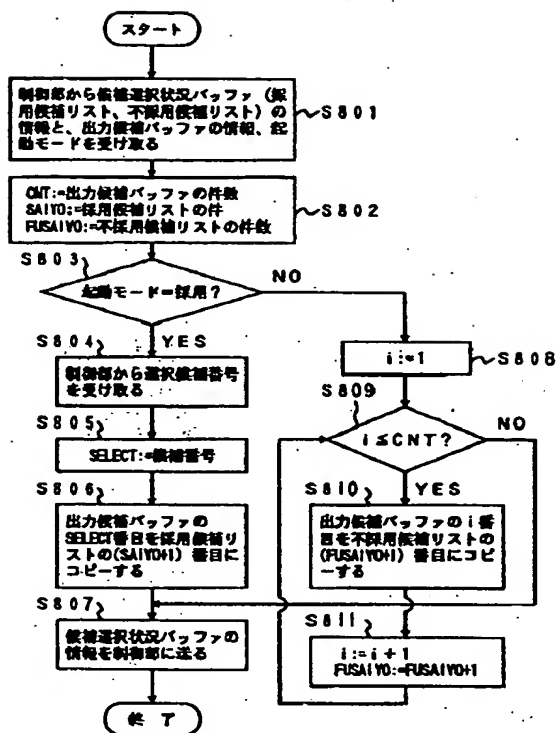 スタート
制御部から候補選択状況バッファ(採
用候補リスト、不採用候補リスト)の
情報と、出力候補バッファの情報、起
動モードを受け取る
S801
CNT:=出力候補バッファの件数
SAIYO:=採用候補リストの件
FUSAIYO:=不採用候補リストの件数
S802
S803
起動モード=採用?
NO
YES
S804
制御部から選択候補番号
を受け取る
S805
SELECT:=候補番号
S806
出力候補バッファの
SELECT番目を採用候補リ
ストの(SAIYO+1) 番目に
コピーする
S807
候補選択状況バッファの
情報を制御部に送る
終 了
i:=1
S808
S809
i≦CNT?
NO
YES
S810
出力候補バッファのi番
目を不採用候補リストの
(FUSAIYO+1) 番目にコピ
ーする
S811
i:=i+1
FUSAIYO:=FUSAIYO+1